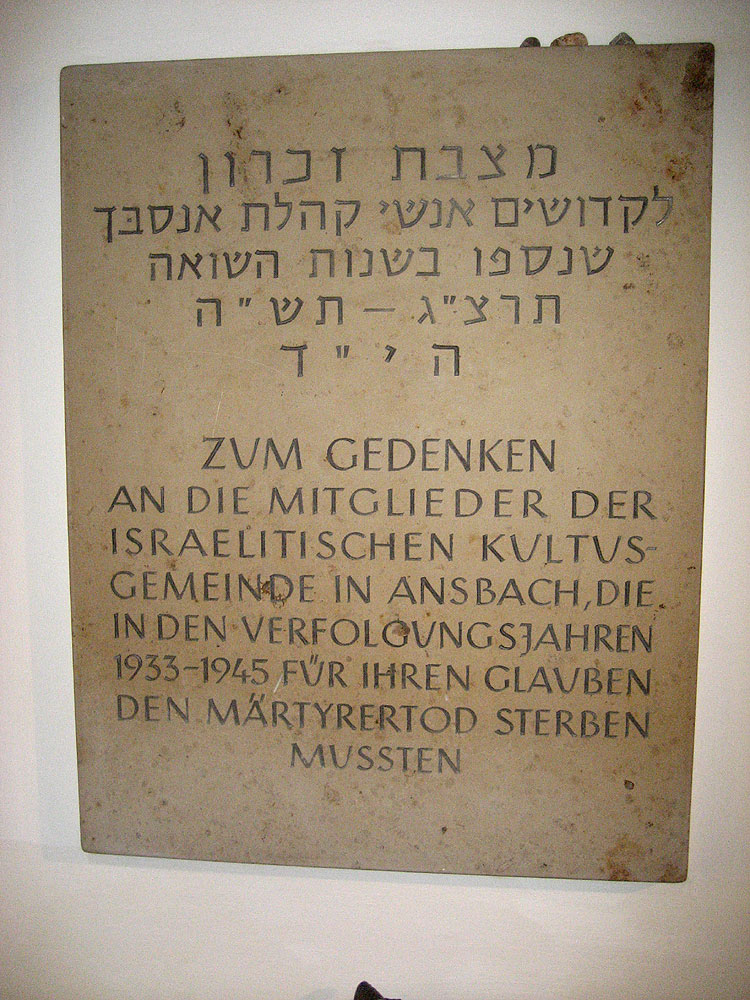 מצבת זכרון
לקדושים אנשי קהלת אנסבּך
שנספו בשנות השואה
תרצ"ג – תש"ה
הי"ד
ZUM GEDENKEN
AN DIE MITGLIEDER DER
ISRAELITISCHEN KULTUS-
GEMEINDE IN ANSBACH, DIE
IN DEN VERFOLGUNGSJAHREN
1933-1945 FÜR IHREN GLAUBEN
DEN MÄRTYRERTOD STERBEN
MUSSTEN